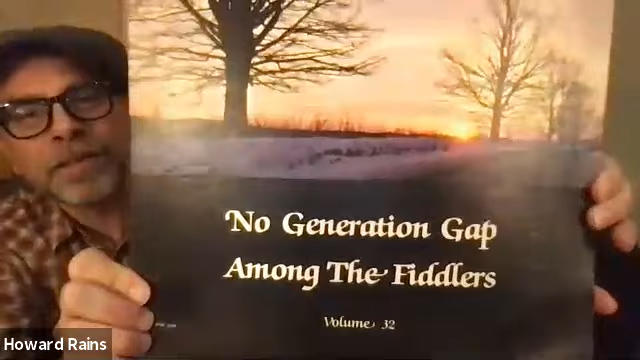 No Generation Gap
Among The Fiddlers
Volume 32
Howard Rains